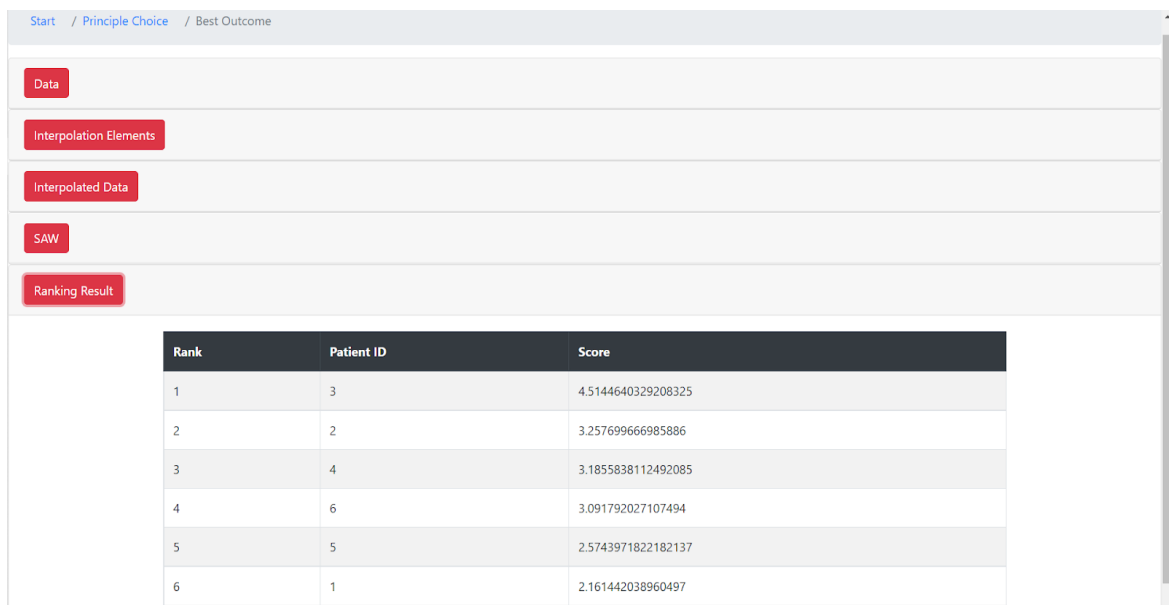 Start / Principle Choice / Best Outcome
Data
Interpolation Elements
Interpolated Data
SAW
Ranking Result
Rank Patient ID Score
1 3 4.5144640329208325
2 2 3.257699666985886
3 4 3.1855838112492085
4 6 3.091792027107494
5 5 2.5743971822182137
6 1 2.161442038960497